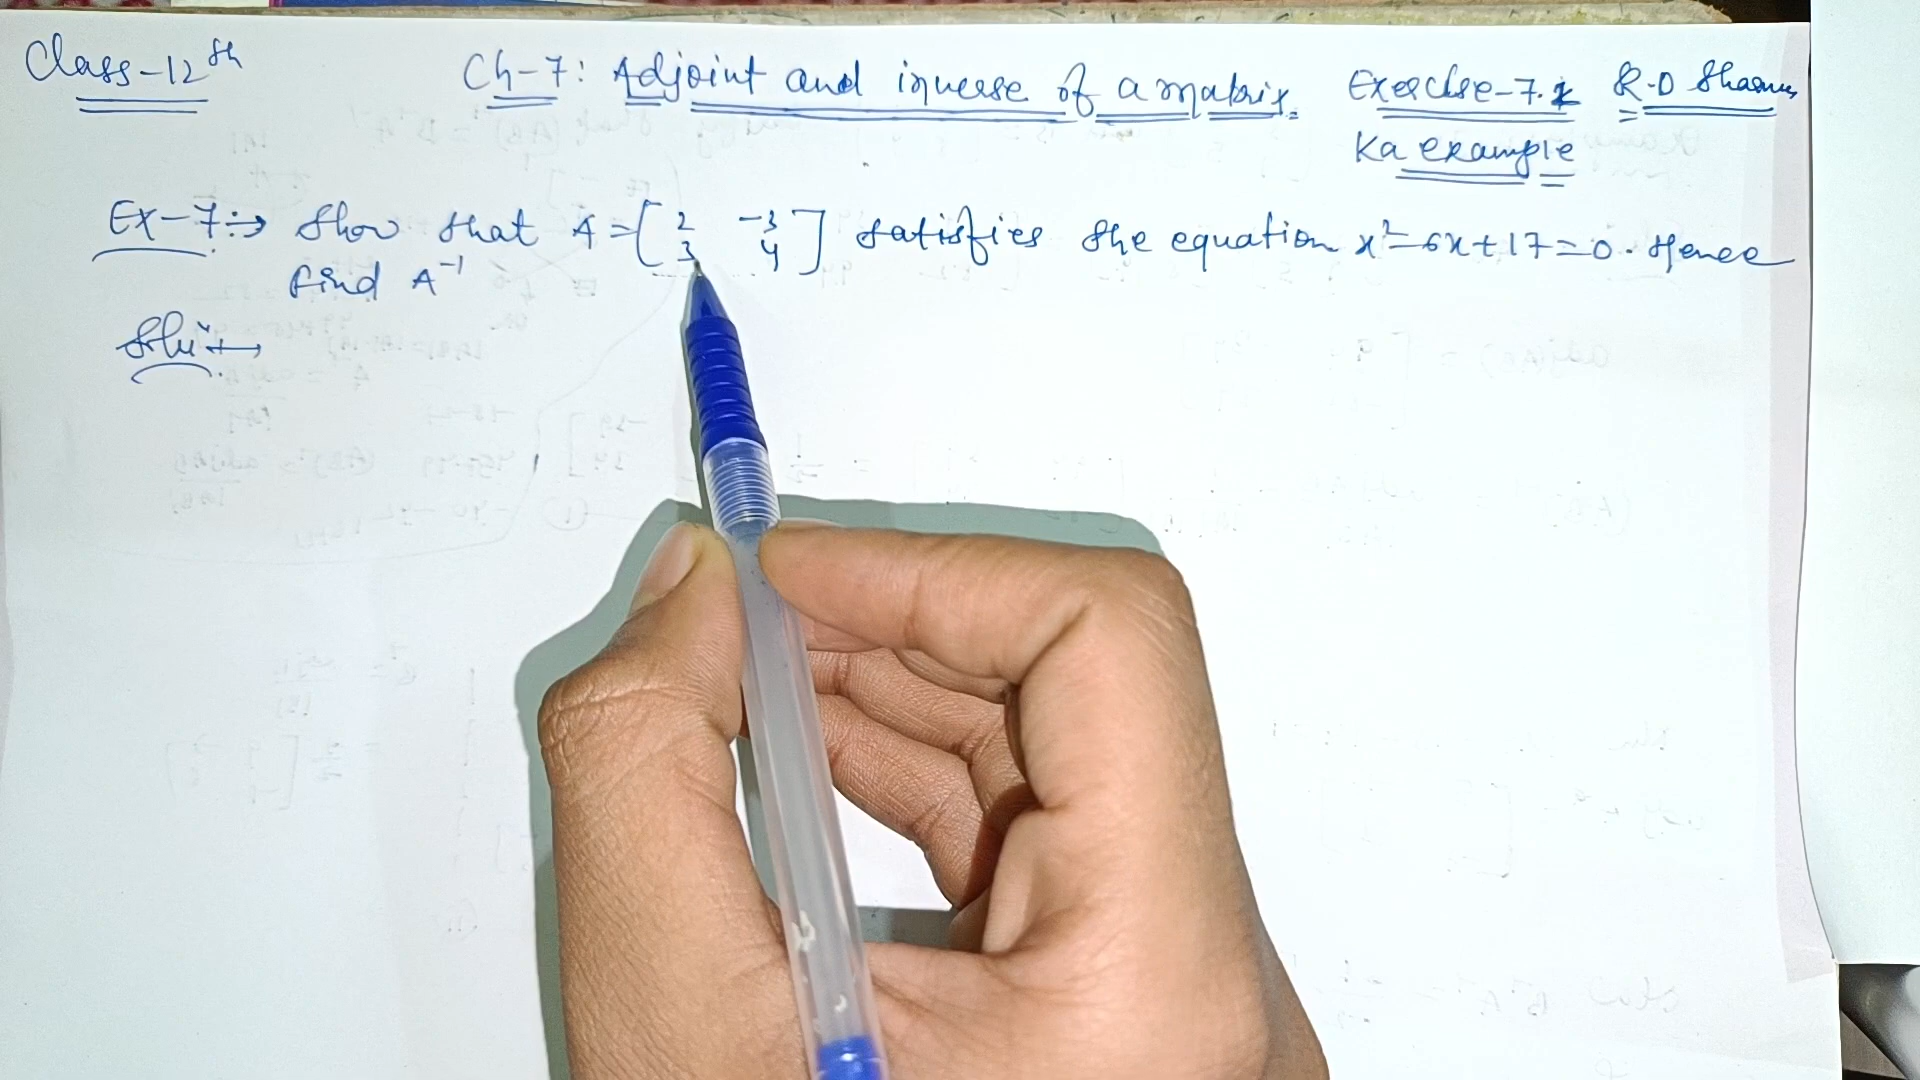 Class-12th
Ch-7: Adjoint and inverse of a matrix. Exercise-7.1 R.D Sharma
Ka example
Ex-7:→ Show that A = [2 -3
3 4] satisfies the equation x²-6x+17=0. Hence
find A⁻¹
Solu:→